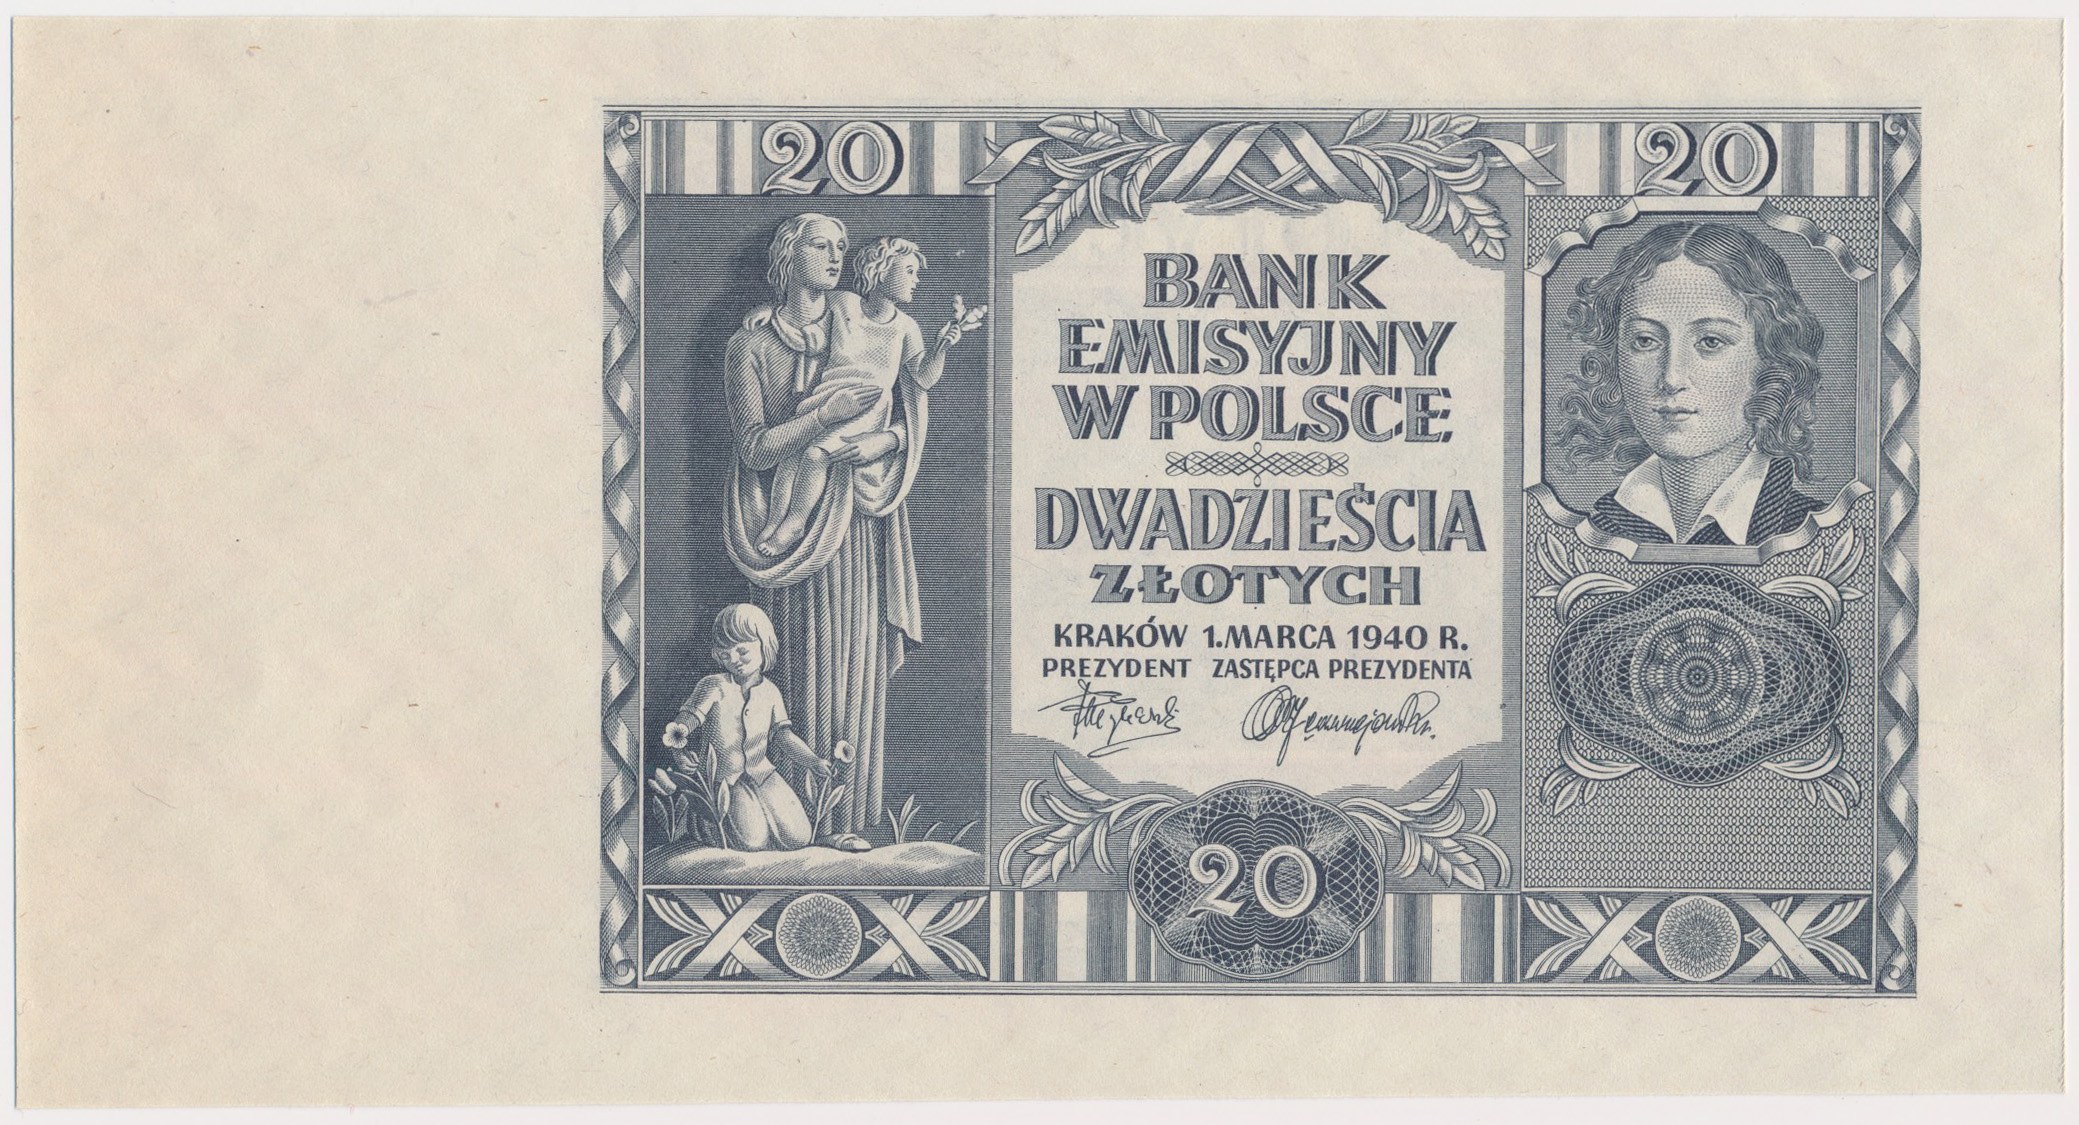 20
20
BANK
EMISYJNY
W POLSCE
DWADZIEŚCIA
ZŁOTYCH
KRAKÓW 1. MARCA 1940 R.
PREZYDENT ZASTĘPCA PREZYDENTA
20